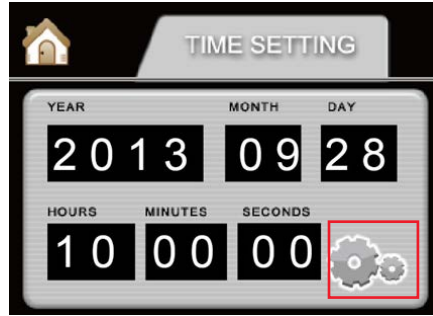 TIME SETTING
YEAR MONTH DAY
2013 09 28
HOURS MINUTES SECONDS
10 00 00